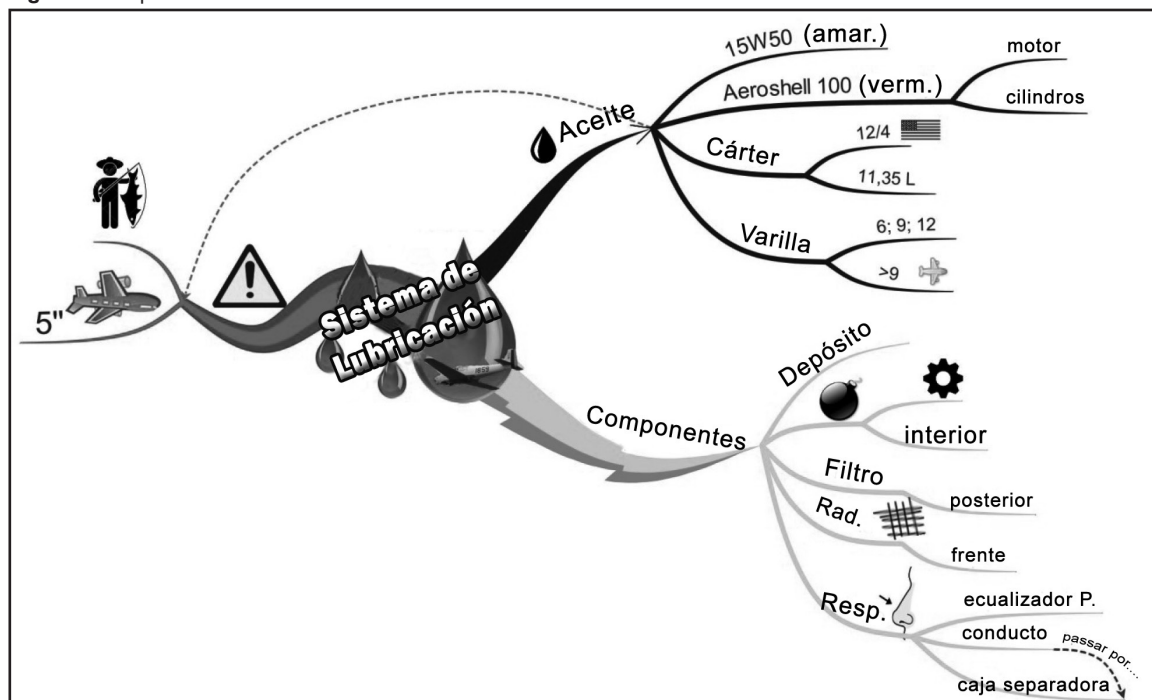 15W50 (amar.)
Aeroshell 100 (verm.)
motor
cilindros
Aceite
Cárter
12/4
11,35 L
Varilla
6; 9; 12
>9
5"
Sistema de
Lubricación
Componentes
Depósito
interior
Filtro
posterior
Rad.
frente
Resp.
ecualizador P.
conducto
passar por....
caja separadora